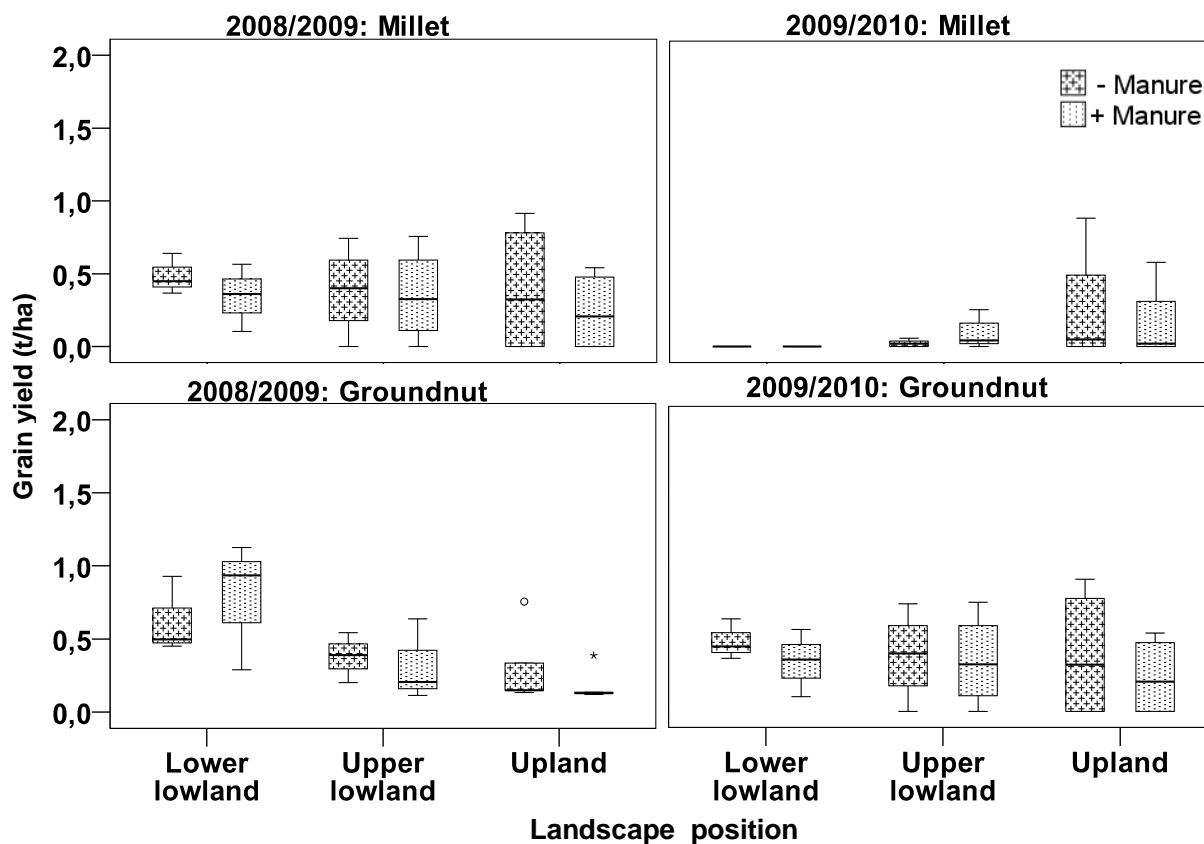 2008/2009: Millet
2009/2010: Millet
2,0
1,5
1,0
0,5
0,0
- Manure
+ Manure
Grain yield (t/ha)
2008/2009: Groundnut
2009/2010: Groundnut
2,0
1,5
1,0
0,5
0,0
Lower
lowland
Upper
lowland
Upland
Lower
lowland
Upper
lowland
Upland
Landscape position